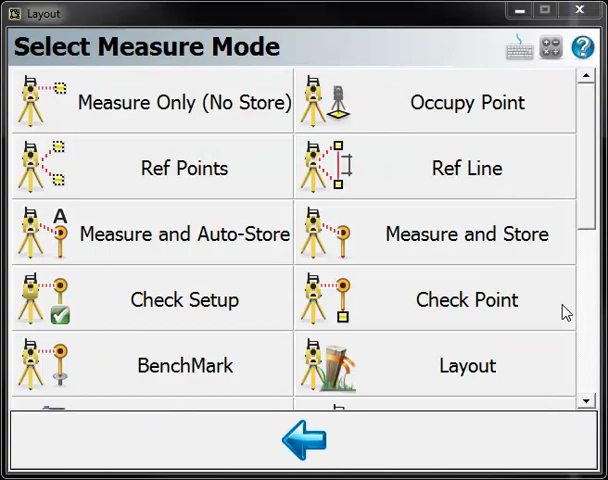 Layout
Select Measure Mode
Measure Only (No Store)
Occupy Point
Ref Points
Ref Line
A
Measure and Auto-Store
Measure and Store
Check Setup
Check Point
BenchMark
Layout